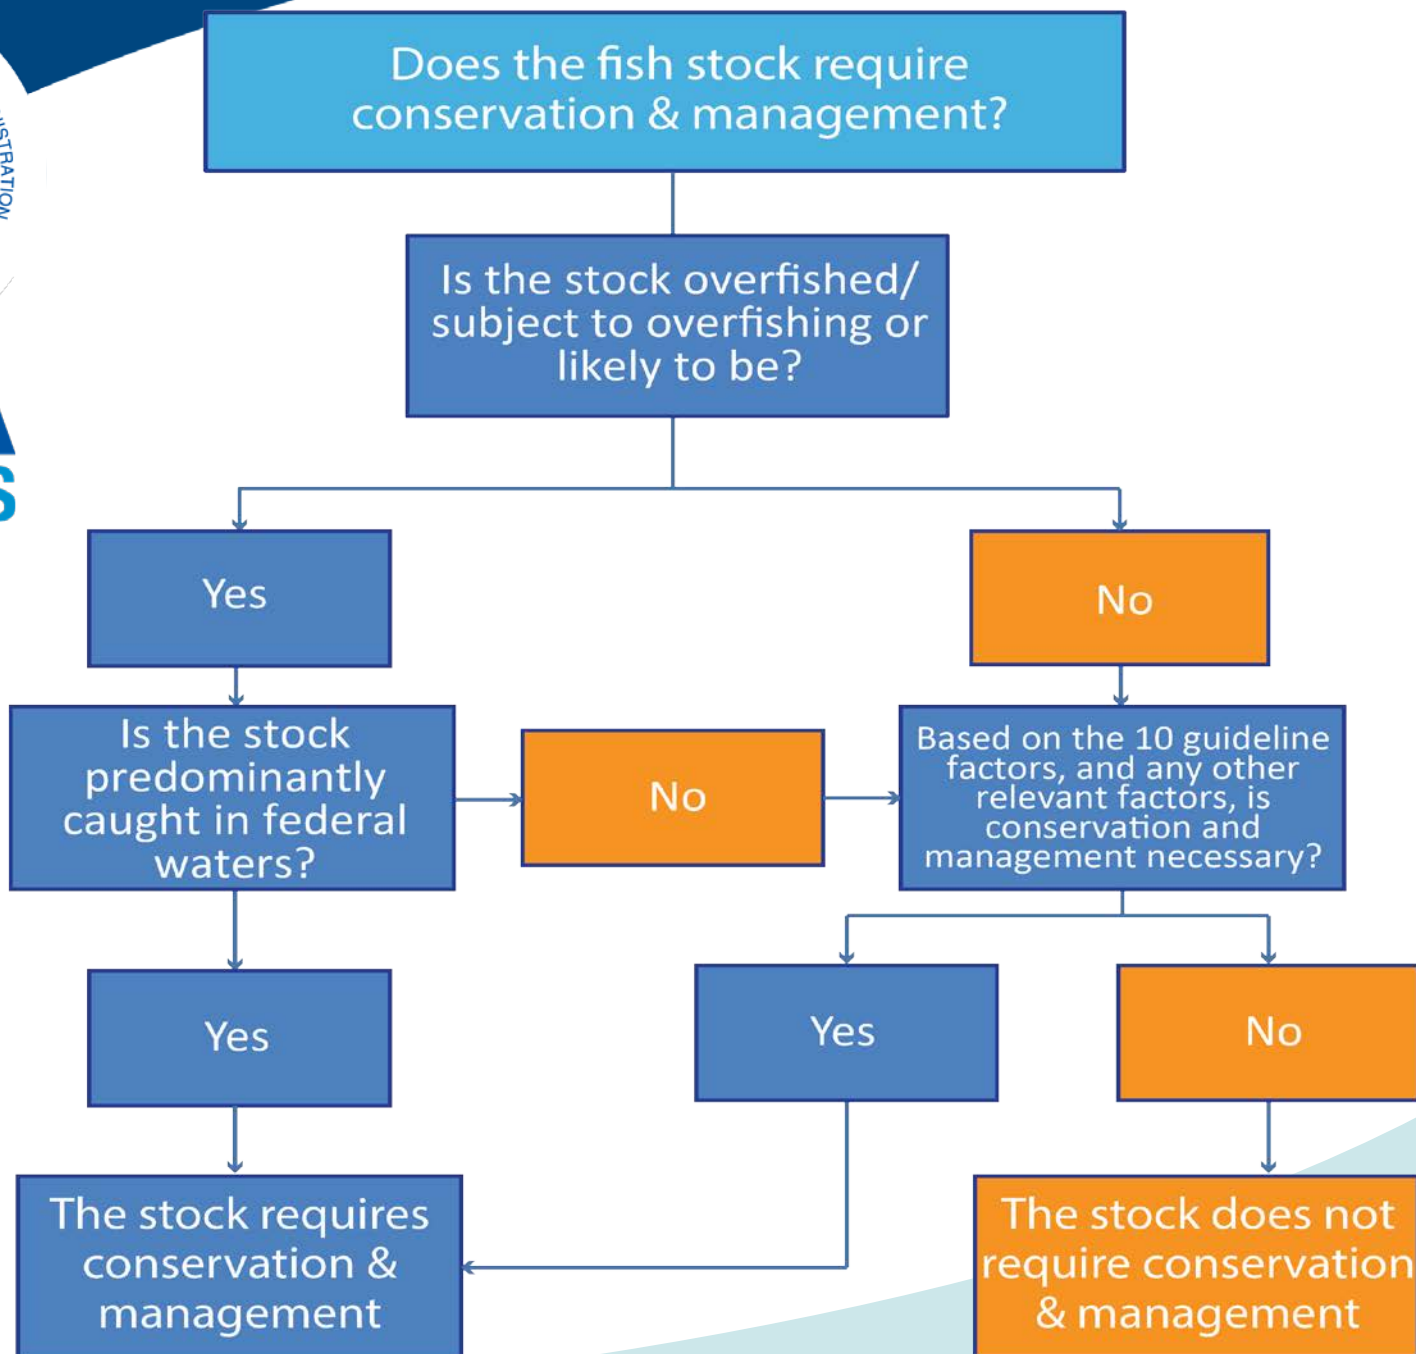 Does the fish stock require
conservation & management?
Is the stock overfished/
subject to overfishing or
likely to be?
Yes
No
Is the stock
predominantly
caught in federal
waters?
No
Based on the 10 guideline
factors, and any other
relevant factors, is
conservation and
management necessary?
Yes
Yes
No
The stock requires
conservation &
management
The stock does not
require conservation
& management